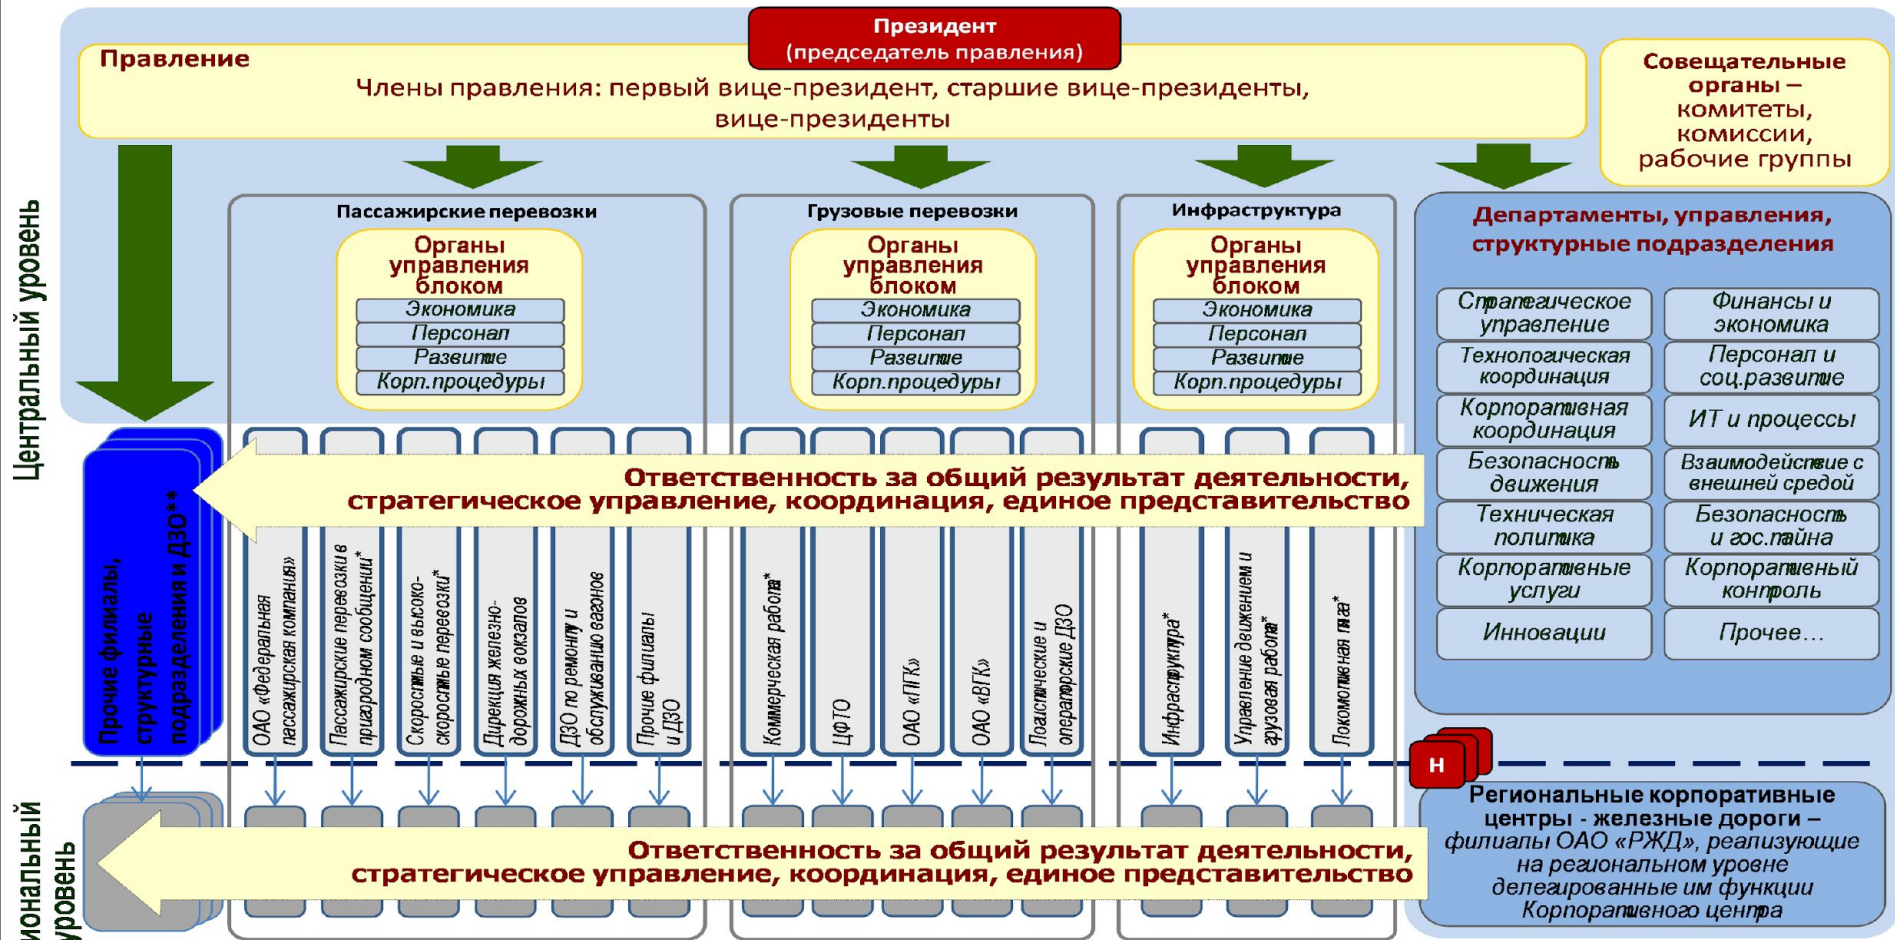 Президент
(председатель правления)
Правление
Члены правления: первый вице-президент, старшие вице-президенты,
вице-президенты
Совещательные
органы –
комитеты,
комиссии,
рабочие группы
Центральный уровень
Пассажирские перевозки
Органы
управления
блоком
Экономика
Персонал
Развитие
Корп.процедуры
Грузовые перевозки
Органы
управления
блоком
Экономика
Персонал
Развитие
Корп.процедуры
Инфраструктура
Органы
управления
блоком
Экономика
Персонал
Развитие
Корп.процедуры
Департаменты, управления,
структурные подразделения
Стратегическое
управление
Финансы и
экономика
Технологическая
координация
Персонал и
соц.развитие
Корпоративная
координация
ИТ и процессы
Безопасность
движения
Взаимодействие с
внешней средой
Техническая
политика
Безопасность
и гос.тайна
Корпоративные
услуги
Корпоративный
контроль
Инновации
Прочее…
Ответственность за общий результат деятельности,
стратегическое управление, координация, единое представительство
Прочие филиалы,
структурные
подразделения и ДЗО**
ОАО «Федеральная
пассажирская компания»
Пассажирские перевозки в
пригородном сообщении*
Скоростные и высоко-
скоростные перевозки*
Дирекция железно-
дорожных вокзалов
ДЗО по ремонту и
обслуживанию вагонов
Прочие филиалы
и ДЗО
Коммерческая работа*
ЦФТО
ОАО «ПГК»
ОАО «ВГК»
Логистические и
операторские ДЗО
Инфраструктура*
Управление движением и
грузовая работа*
Локомотивная тяга*
Н
Региональные корпоративные
центры - железные дороги –
филиалы ОАО «РЖД», реализующие
на региональном уровне
делегированные им функции
Корпоративного центра
Ответственность за общий результат деятельности,
стратегическое управление, координация, единое представительство
иональный
уровень